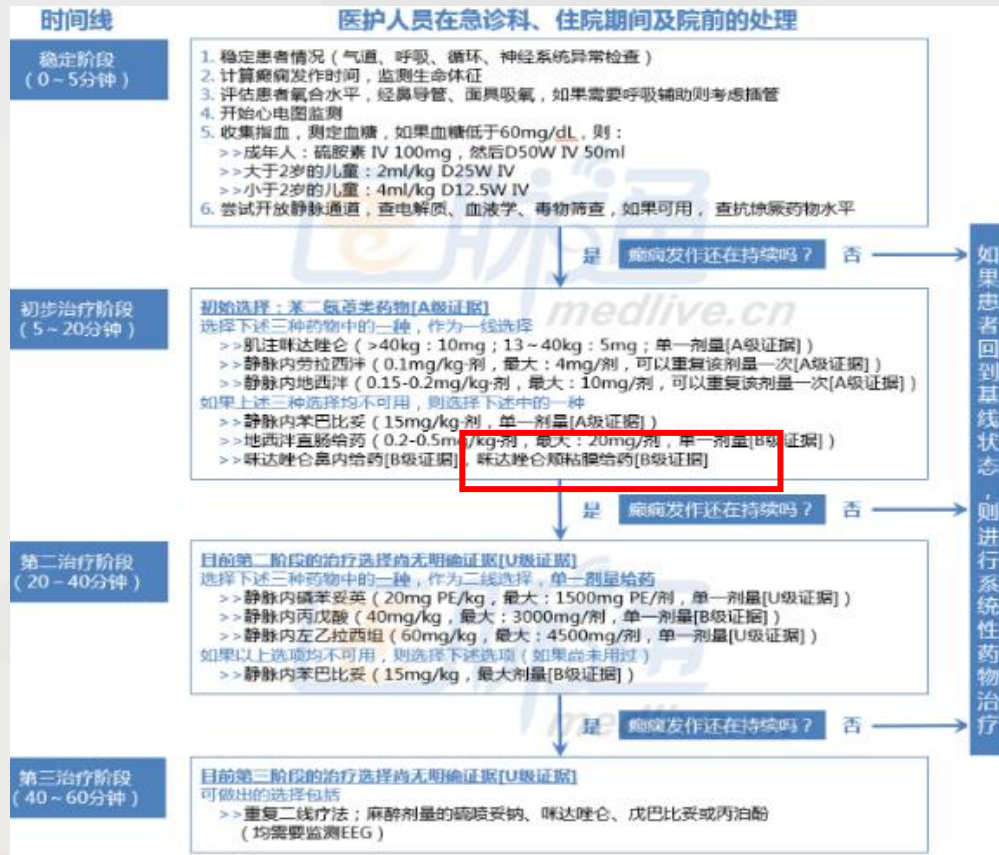 时间线
医护人员在急诊科、住院期间及院前的处理
稳定阶段
（0~5分钟）
1. 稳定患者情况（气道、呼吸、循环、神经系统异常检查）
2. 计算癫痫发作时间，监测生命体征
3. 评估患者氧合水平，经鼻导管、面具吸氧，如果需要呼吸辅助则考虑插管
4. 开始心电图监测
5. 收集指血，测定血糖，如果血糖低于60mg/dL，则：
>>成年人：硫胺素 IV 100mg，然后D50W IV 50ml
>>大于2岁的儿童：2ml/kg D25W IV
>>小于2岁的儿童：4ml/kg D12.5W IV
6. 尝试开放静脉通道，查电解质、血液学、毒物筛查，如果可用， 查抗惊厥药物水平
是 癫痫发作还在持续吗？ 否
初步治疗阶段
（5~20分钟）
初始选择：苯二氮䓬类药物[A级证据]
选择下述三种药物中的一种，作为一线选择
>>肌注咪达唑仑（>40kg：10mg；13~40kg：5mg；单一剂量[A级证据]）
>>静脉内劳拉西泮（0.1mg/kg·剂，最大：4mg/剂，可以重复该剂量一次[A级证据]）
>>静脉内地西泮（0.15-0.2mg/kg·剂，最大：10mg/剂，可以重复该剂量一次[A级证据]）
如果上述三种选择均不可用，则选择下述中的一种
>>静脉内苯巴比妥（15mg/kg·剂，单一剂量[A级证据]）
>>地西泮直肠给药（0.2-0.5mg/kg·剂，最大：20mg/剂，单一剂量[B级证据]）
>>咪达唑仑鼻内给药[B级证据]，咪达唑仑颊粘膜给药[B级证据]
是 癫痫发作还在持续吗？ 否
第二治疗阶段
（20~40分钟）
目前第二阶段的治疗选择尚无明确证据[U级证据]
选择下述三种药物中的一种，作为二线选择，单一剂量给药
>>静脉内磷苯妥英（20mg PE/kg，最大：1500mg PE/剂，单一剂量[U级证据]）
>>静脉内丙戊酸（40mg/kg，最大：3000mg/剂，单一剂量[B级证据]）
>>静脉内左乙拉西坦（60mg/kg，最大：4500mg/剂，单一剂量[U级证据]）
如果以上选项均不可用，则选择下述选项（如果尚未用过）
>>静脉内苯巴比妥（15mg/kg，最大剂量[B级证据]）
是 癫痫发作还在持续吗？ 否
第三治疗阶段
（40~60分钟）
目前第三阶段的治疗选择尚无明确证据[U级证据]
可做出的选择包括
>>重复二线疗法；麻醉剂量的硫喷妥钠、咪达唑仑、戊巴比妥或丙泊酚
（均需要监测EEG）
如果患者回到基线状态，则进行系统性药物治疗
脉通
medlive.cn